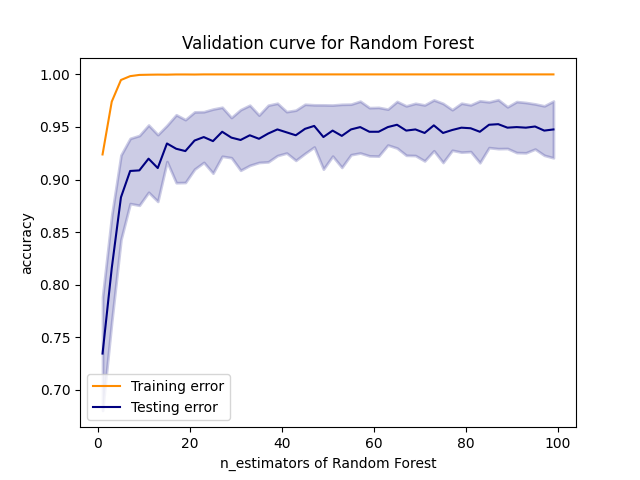 Validation curve for Random Forest
accuracy
1.00
0.95
0.90
0.85
0.80
0.75
0.70
Training error
Testing error
0 20 40 60 80 100
n_estimators of Random Forest